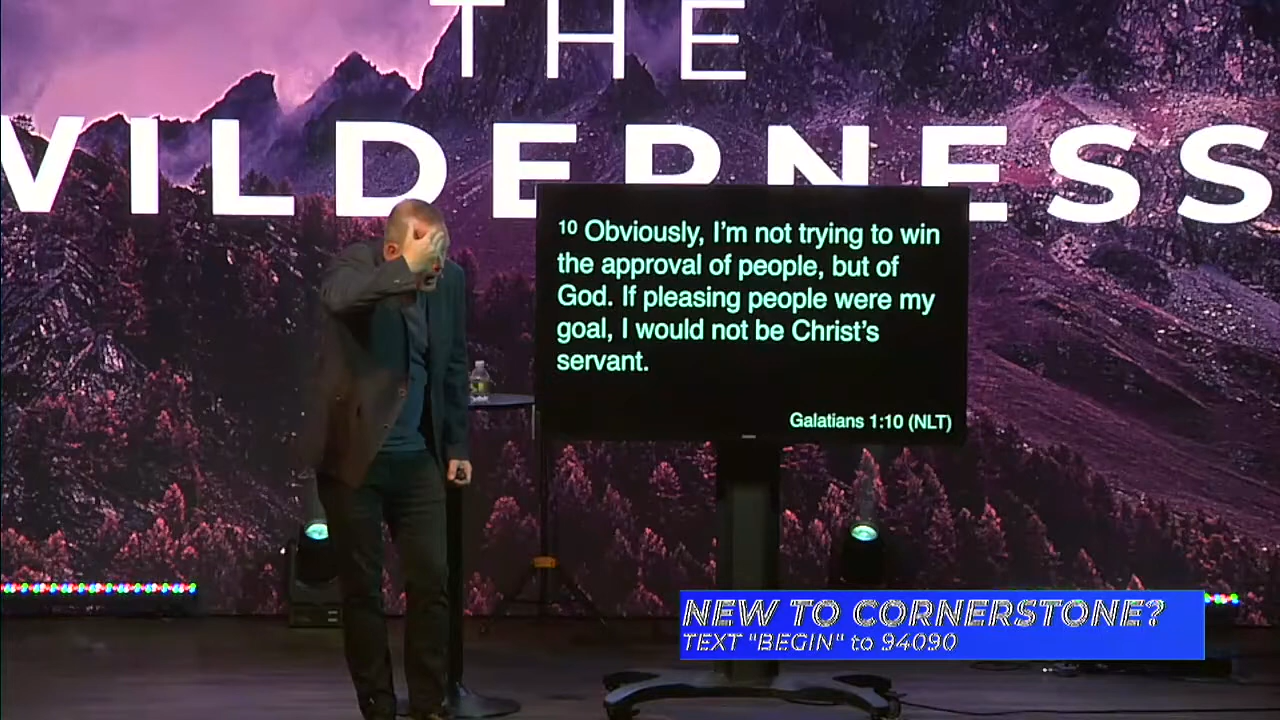 THE
WILDERNESS
10 Obviously, I'm not trying to win
the approval of people, but of
God. If pleasing people were my
goal, I would not be Christ's
servant.
Galatians 1:10 (NLT)
NEW TO CORNERSTONE?
TEXT "BEGIN" to 94090